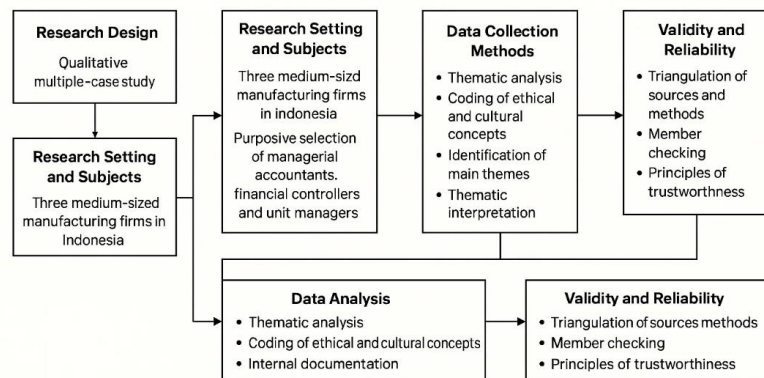 Research Design
Qualitative
multiple-case study
Research Setting
and Subjects
Three medium-sized
manufacturing firms in
Indonesia
Research Setting
and Subjects
Three medium-sizd
manufacturing firms
in indonesia
Purposive selection
of managerial
accountants.
financial controllers
and unit managers
Data Collection
Methods
• Thematic analysis
• Coding of ethical
and cultural
concepts
• Identification of
main themes
• Thematic
interpretation
Validity and
Reliability
• Triangulation of
sources and
methods
• Member
checking
• Principles of
trustworthness
Data Analysis
• Thematic analysis
• Coding of ethical and cultural concepts
• Internal documentation
Validity and Reliability
• Triangulation of sources methods
• Member checking
• Principles of trustworthiness